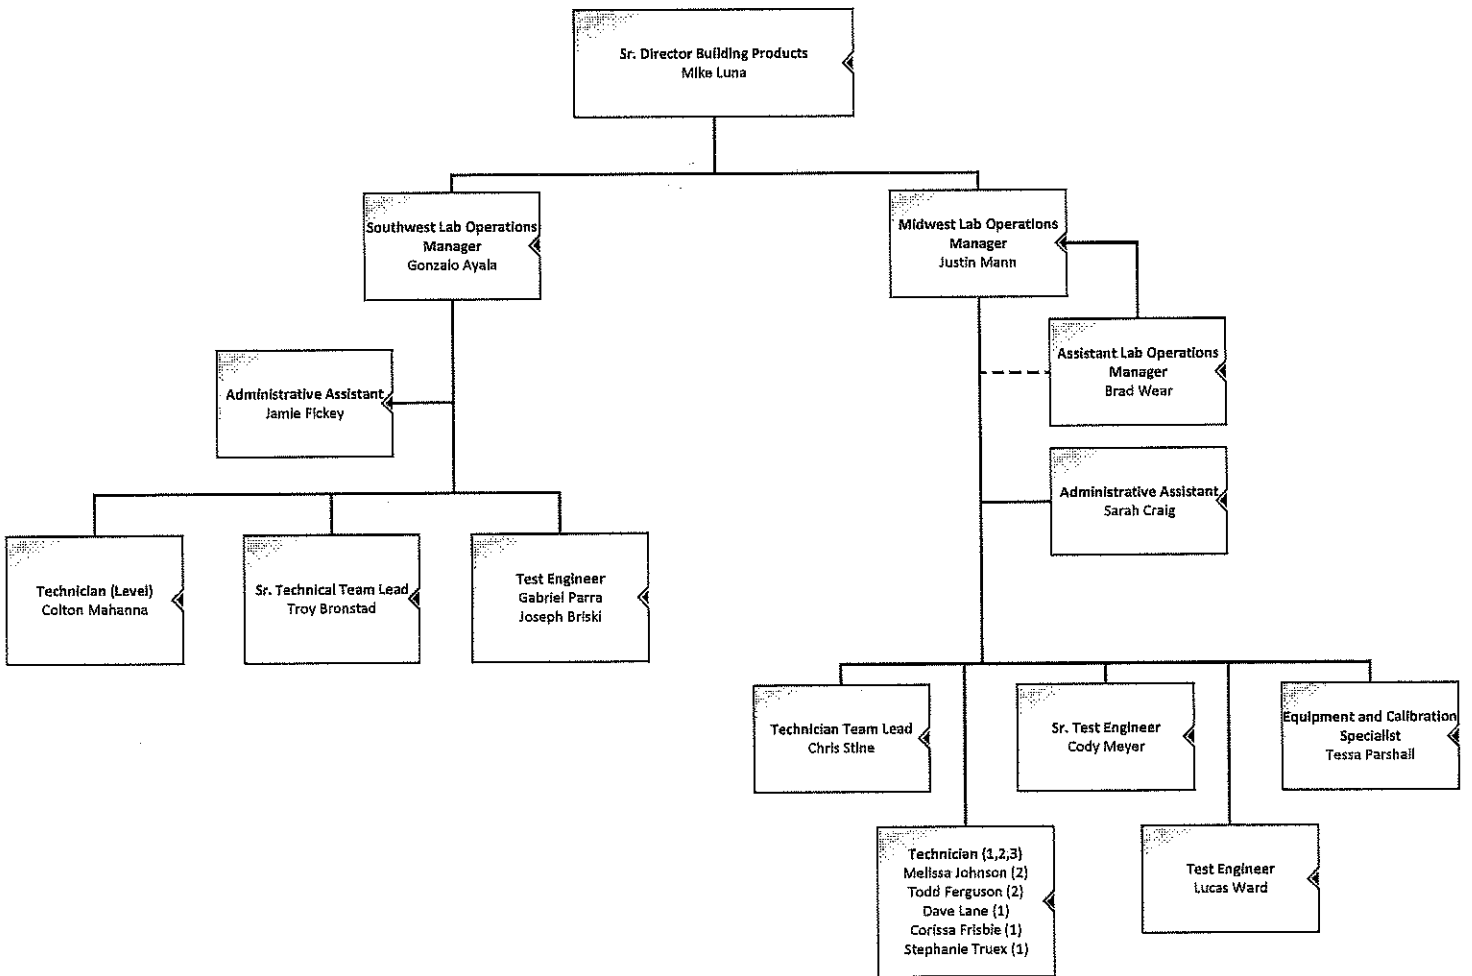 Sr. Director Building Products
Mike Luna
Southwest Lab Operations
Manager
Gonzalo Ayala
Midwest Lab Operations
Manager
Justin Mann
Assistant Lab Operations
Manager
Brad Wear
Administrative Assistant
Jamie Fickey
Administrative Assistant
Sarah Craig
Technician (Level)
Colton Mahanna
Sr. Technical Team Lead
Troy Bronstad
Test Engineer
Gabriel Parra
Joseph Briski
Technician Team Lead
Chris Stine
Sr. Test Engineer
Cody Meyer
Equipment and Calibration
Specialist
Tessa Parshall
Technician (1,2,3)
Melissa Johnson (2)
Todd Ferguson (2)
Dave Lane (1)
Corissa Frisbie (1)
Stephanie Truex (1)
Test Engineer
Lucas Ward